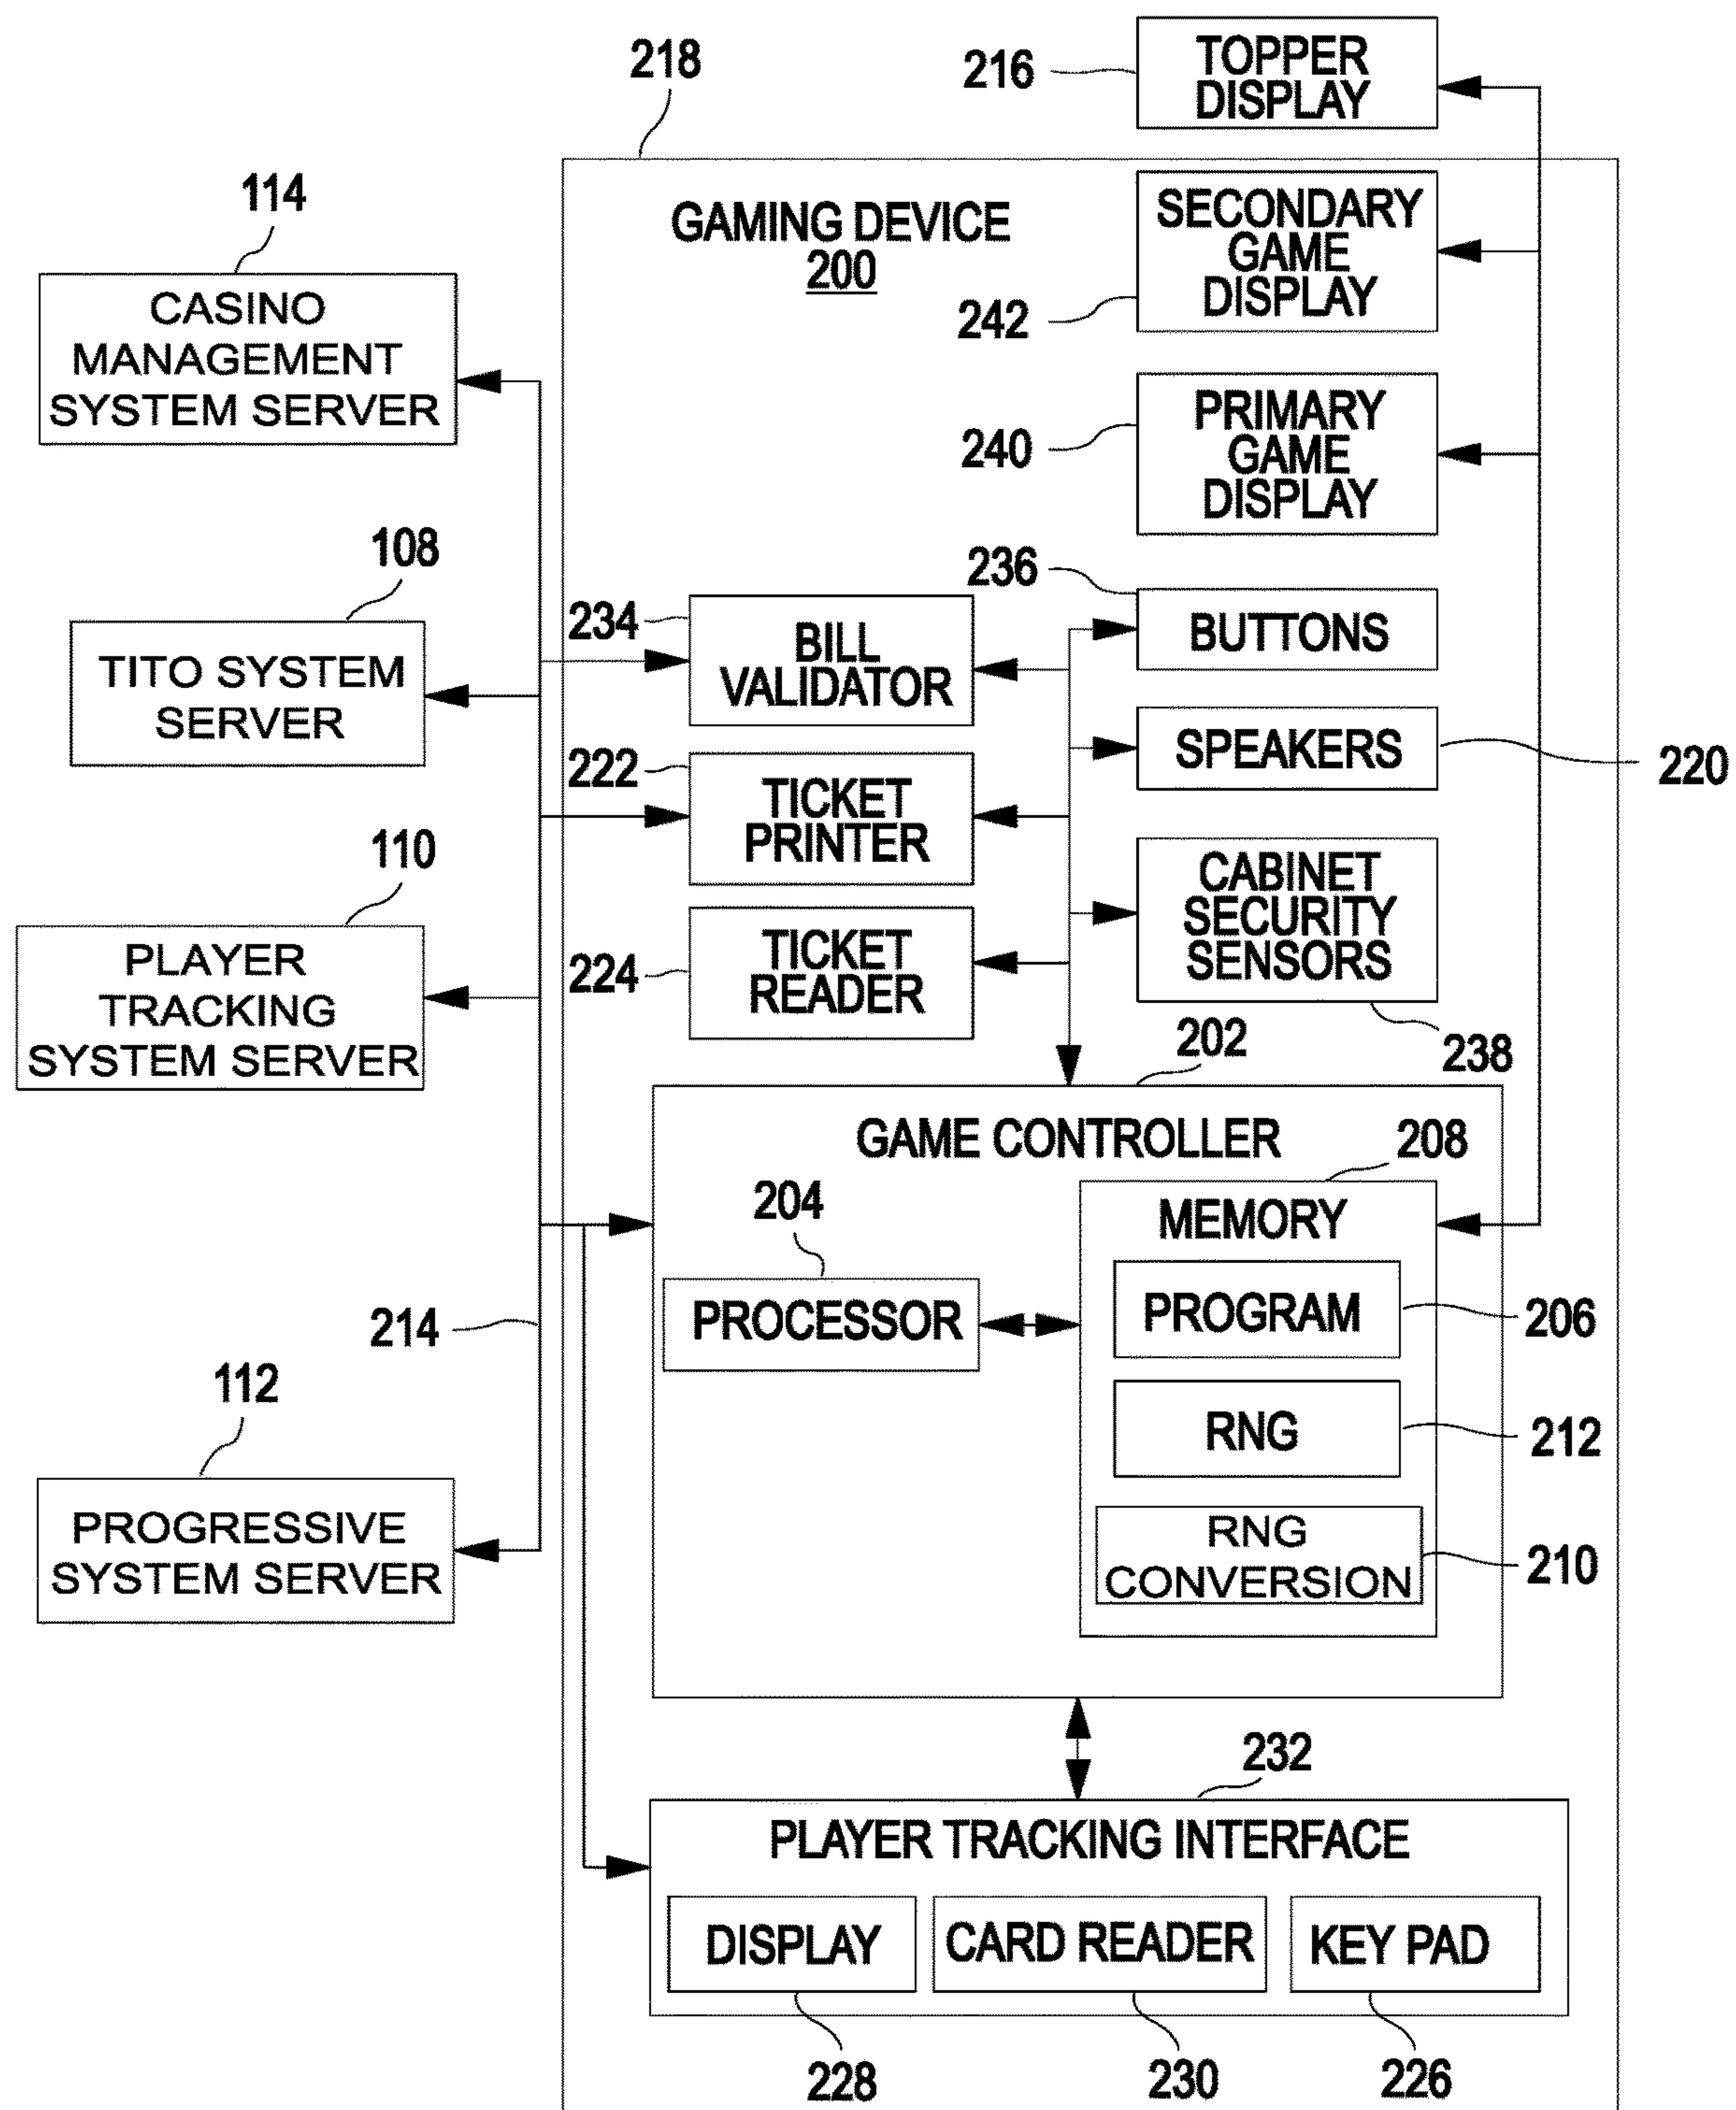 218
216
TOPPER
DISPLAY
114
GAMING DEVICE
200
SECONDARY
GAME
DISPLAY
242
CASINO
MANAGEMENT
SYSTEM SERVER
240
PRIMARY
GAME
DISPLAY
108
236
BUTTONS
234
BILL
VALIDATOR
TITO SYSTEM
SERVER
SPEAKERS
220
222
TICKET
PRINTER
110
CABINET
SECURITY
SENSORS
238
224
TICKET
READER
PLAYER
TRACKING
SYSTEM SERVER
202
GAME CONTROLLER
208
204
MEMORY
PROCESSOR
PROGRAM
206
214
112
RNG
212
PROGRESSIVE
SYSTEM SERVER
RNG
CONVERSION
210
232
PLAYER TRACKING INTERFACE
DISPLAY
CARD READER
KEY PAD
228
230
226